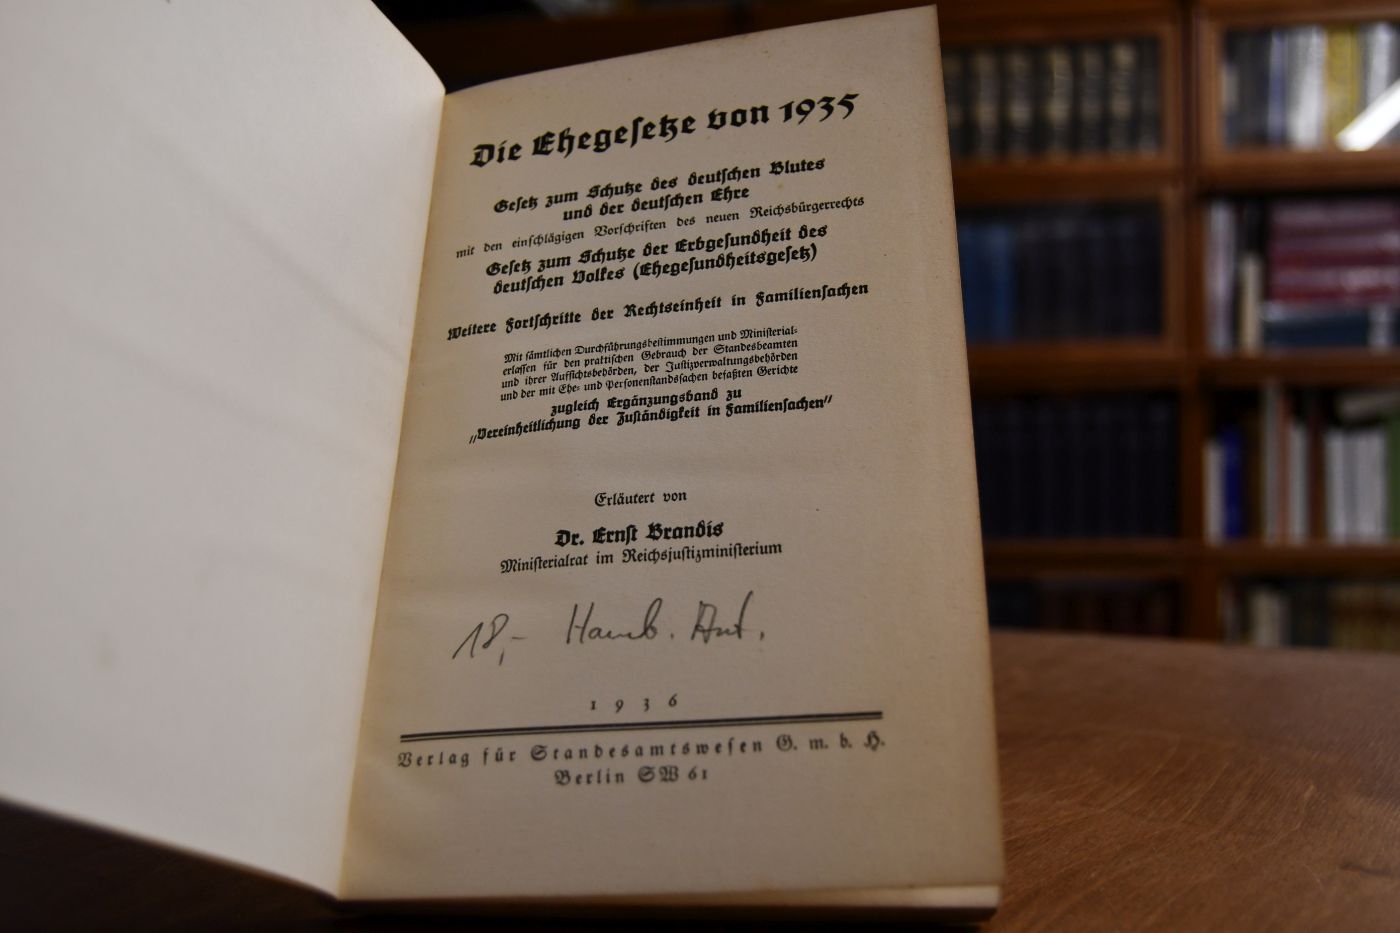 Die Ehegesetze von 1935
Gesetz zum Schutze des deutschen Blutes
und der deutschen Ehre
mit den einschlägigen Vorschriften des neuen Reichsbürgerrechts
Gesetz zum Schutze der Erbgesundheit des
deutschen Volkes (Ehegesundheitsgesetz)
Weitere Fortschritte der Rechtseinheit in Familiensachen
Mit sämtlichen Durchführungsbestimmungen und Ministerial-
erlassen für den praktischen Gebrauch der Standesbeamten
und ihrer Aufsichtsbehörden, der Justizverwaltungsbehörden
und der mit Ehe- und Personenstandssachen befaßten Gerichte
zugleich Ergänzungsband zu
„Vereinheitlichung der Zuständigkeit in Familiensachen"
Erläutert von
Dr. Ernst Brandis
Ministerialrat im Reichsjustizministerium
18,- Hamb. Ant.
1936
Verlag für Standesamtswesen G. m. b. H.
Berlin SW 61